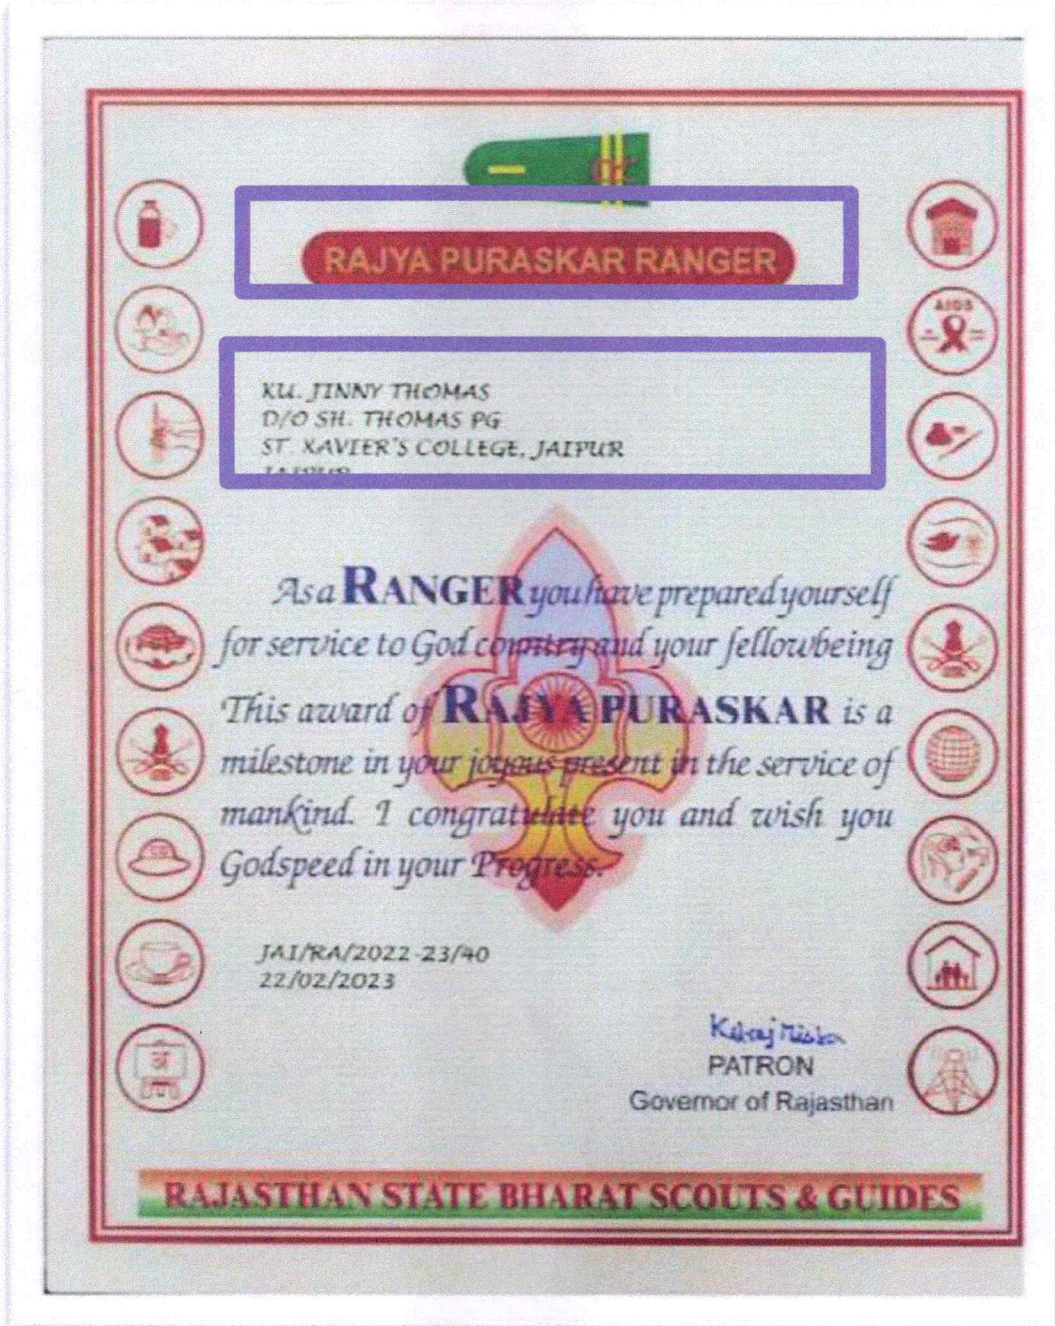 RAJYA PURASKAR RANGER
AIDS
KU. JINNY THOMAS
D/O SH. THOMAS PG
ST. XAVIER'S COLLEGE, JAIPUR
JAIPUR
As a RANGER you have prepared yourself
for service to God country and your fellowbeing
This award of RAJYA PURASKAR is a
milestone in your joyous present in the service of
mankind. I congratulate you and wish you
Godspeed in your Progress.
JAI/RA/2022-23/40
22/02/2023
अ
PATRON
Governor of Rajasthan
RAJASTHAN STATE BHARAT SCOUTS & GUIDES